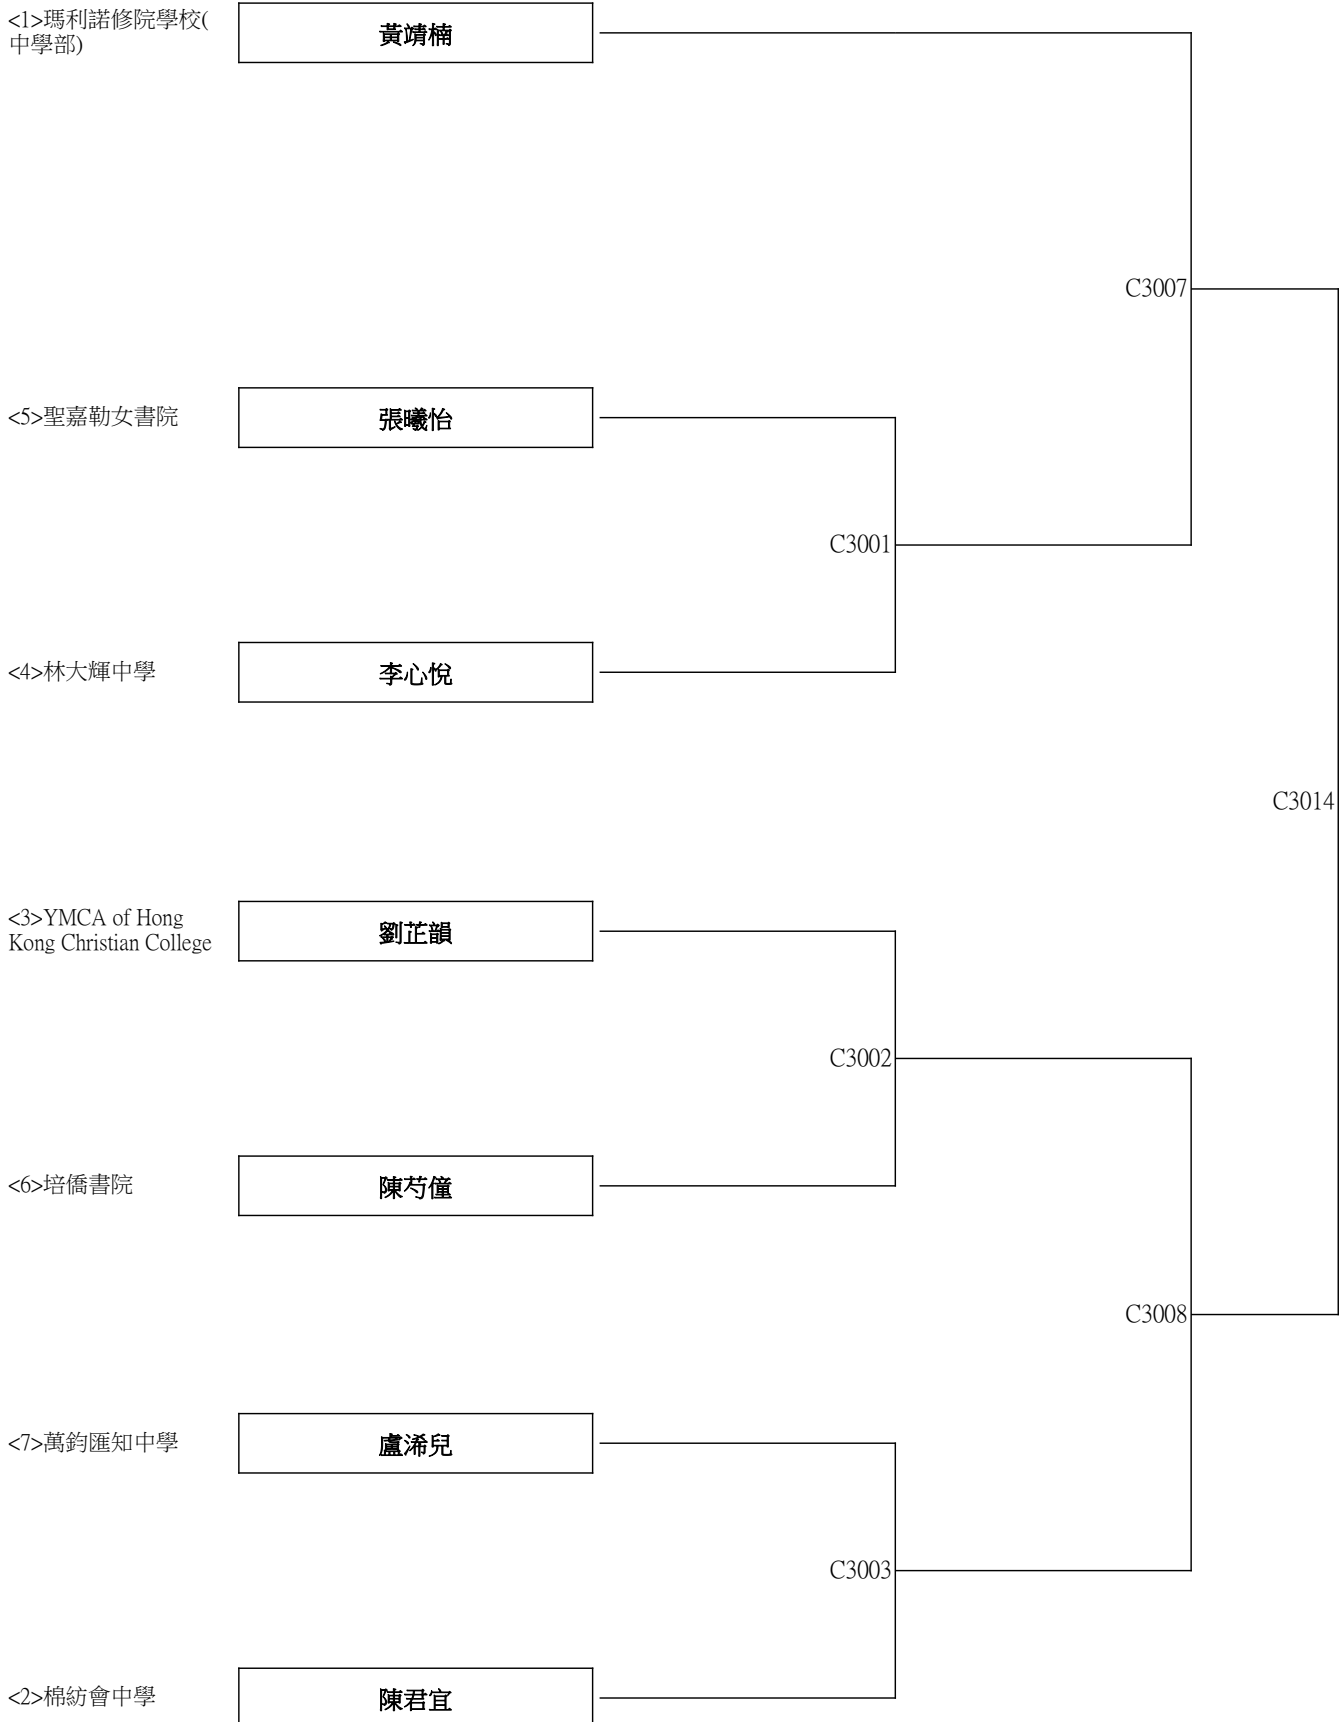 <1>瑪利諾修院學校(
中學部)
黃靖楠
C3007
<5>聖嘉勒女書院
張曦怡
C3001
<4>林大輝中學
李心悅
C3014
<3>YMCA of Hong
Kong Christian College
劉芷韻
C3002
<6>培僑書院
陳芍僮
C3008
<7>萬鈞匯知中學
盧浠兒
C3003
<2>棉紡會中學
陳君宜